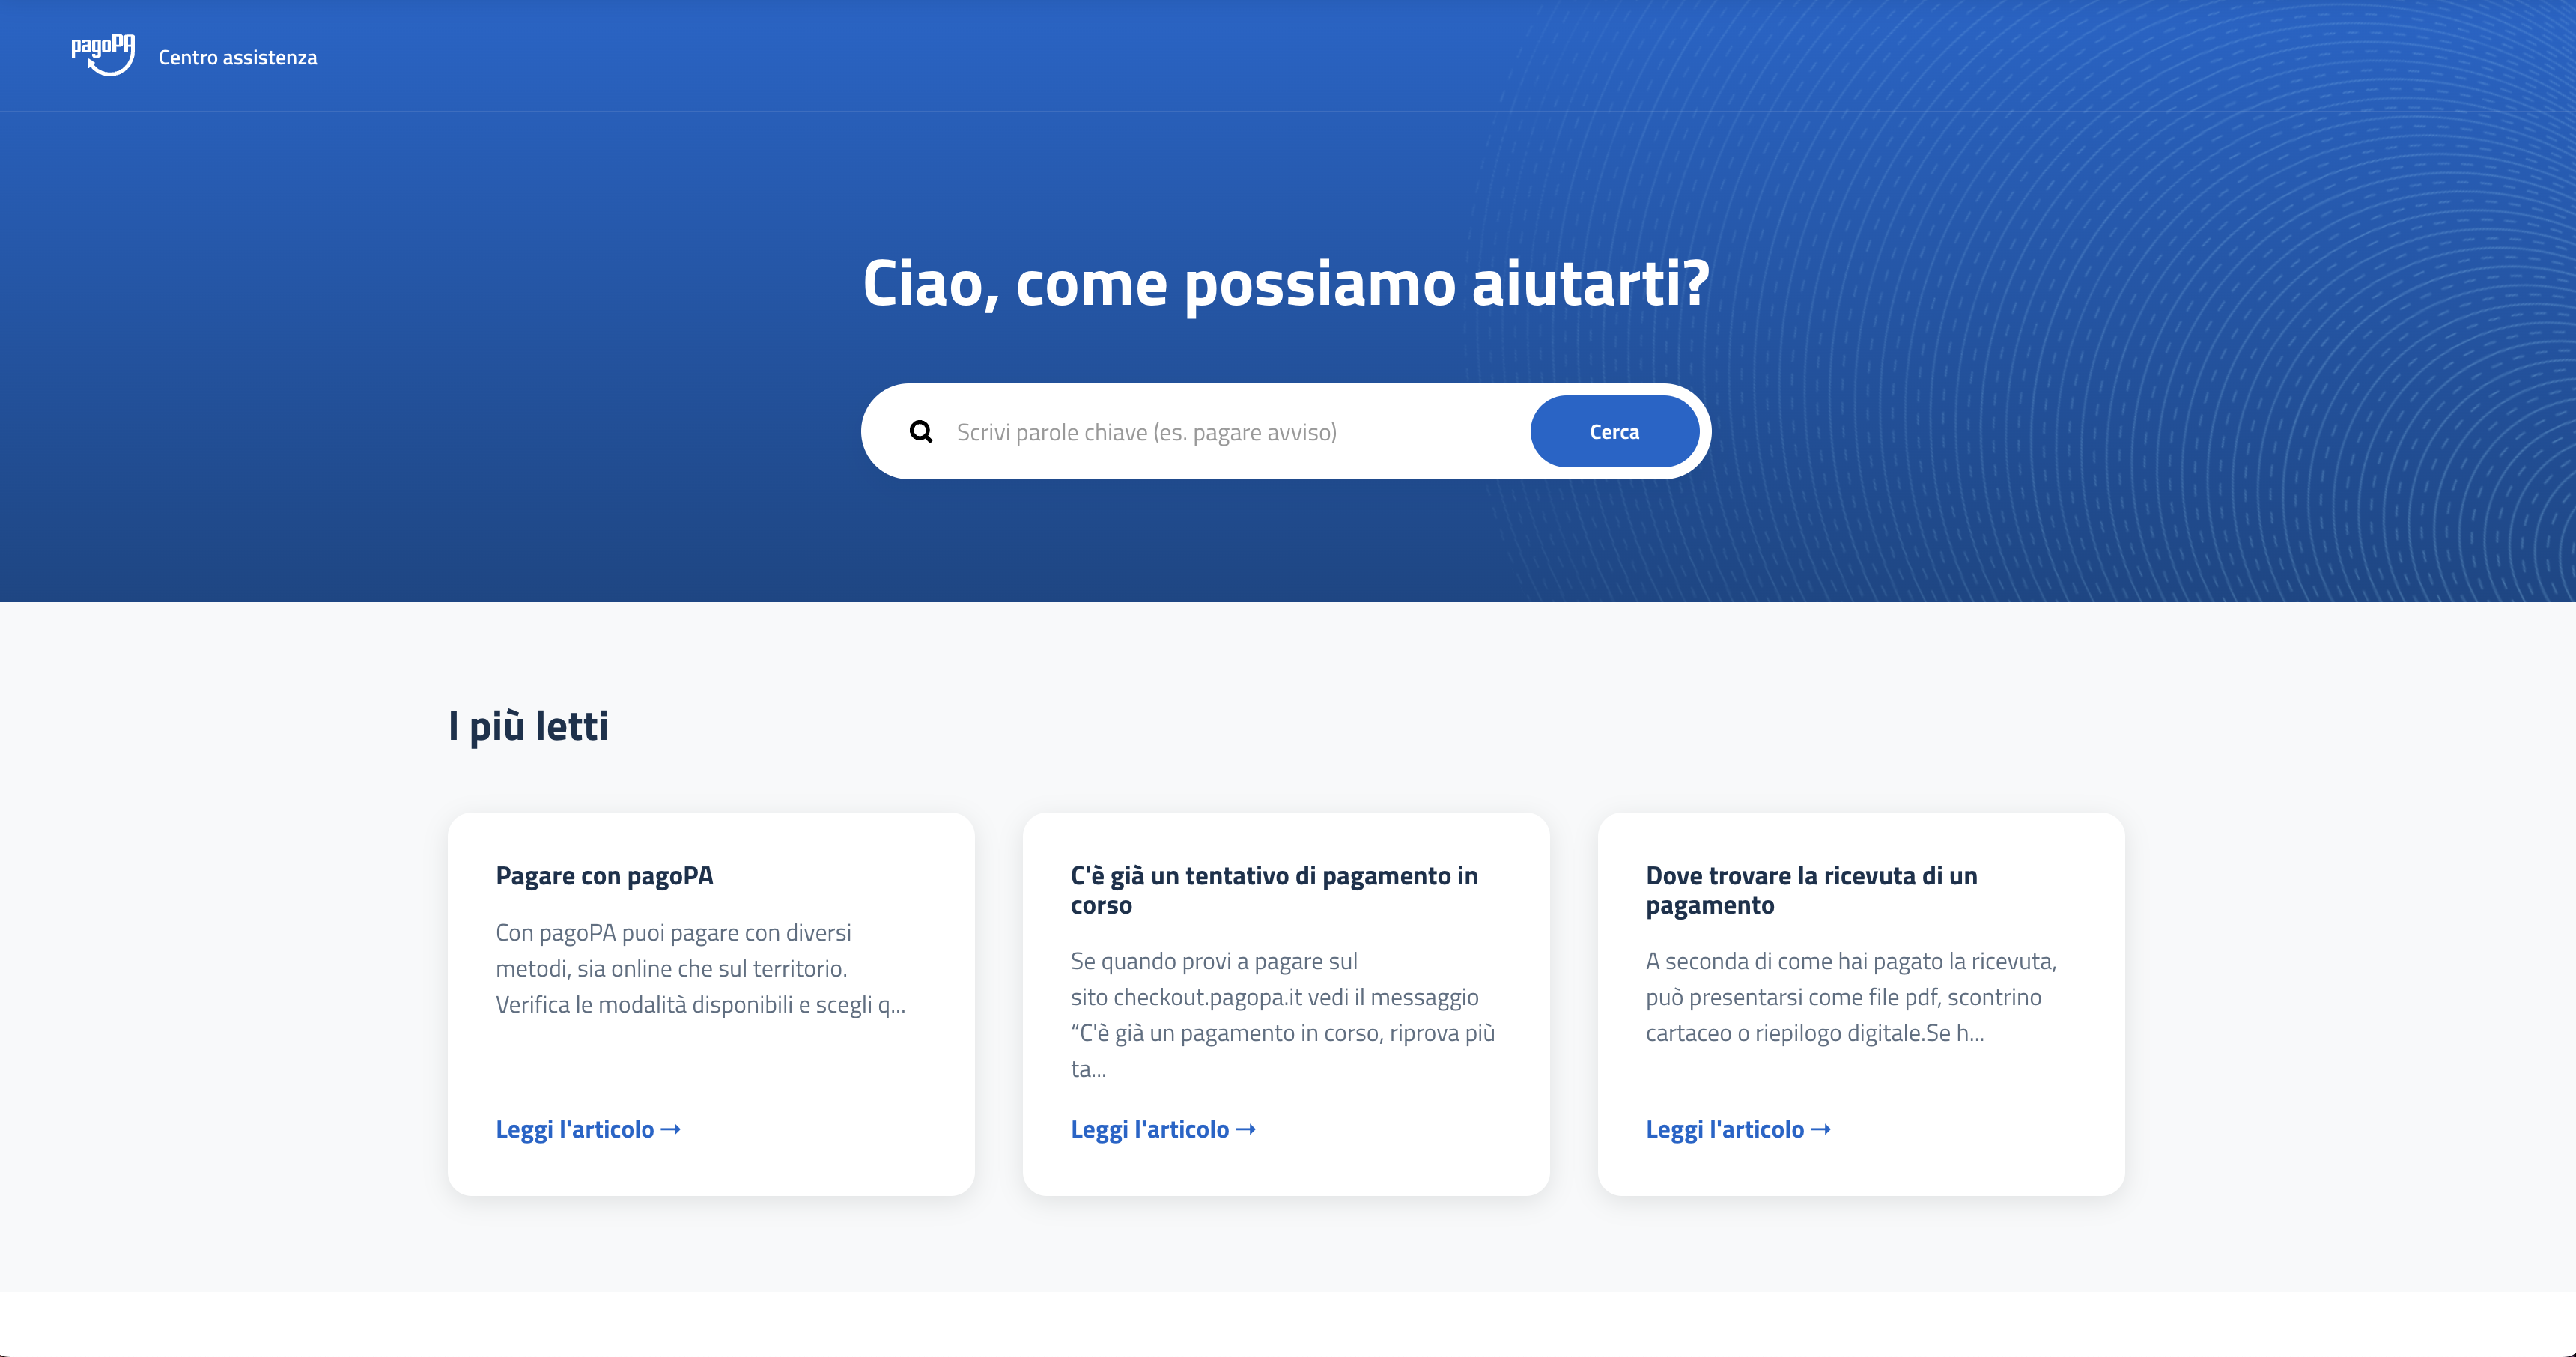 pagoPA
Centro assistenza
Ciao, come possiamo aiutarti?
Scrivi parole chiave (es. pagare avviso)
Cerca
I più letti
Pagare con pagoPA
Con pagoPA puoi pagare con diversi
metodi, sia online che sul territorio.
Verifica le modalità disponibili e scegli q...
Leggi l'articolo →
C'è già un tentativo di pagamento in
corso
Se quando provi a pagare sul
sito checkout.pagopa.it vedi il messaggio
“C'è già un pagamento in corso, riprova più
ta...
Leggi l'articolo →
Dove trovare la ricevuta di un
pagamento
A seconda di come hai pagato la ricevuta,
può presentarsi come file pdf, scontrino
cartaceo o riepilogo digitale.Se h...
Leggi l'articolo →